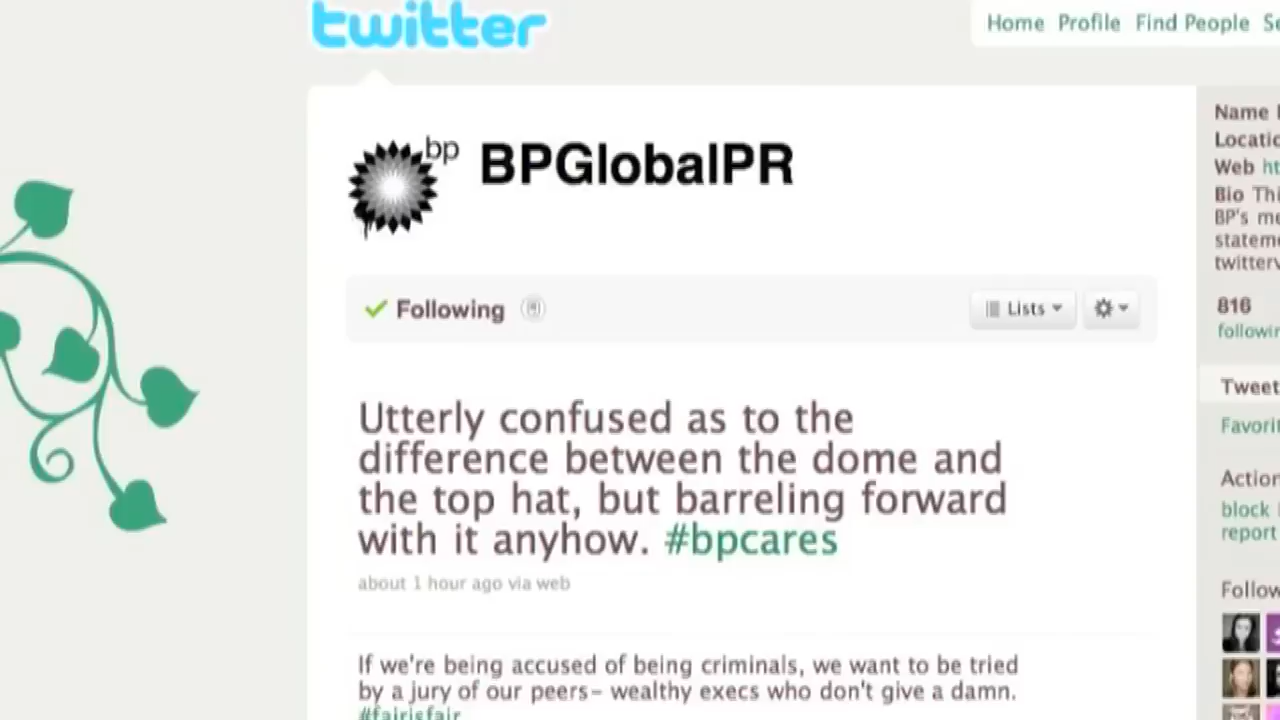 twitter
Home Profile Find People
bp
BPGlobalPR
Following
Lists
Utterly confused as to the
difference between the dome and
the top hat, but barreling forward
with it anyhow. #bpcares
about 1 hour ago via web
If we're being accused of being criminals, we want to be tried
by a jury of our peers- wealthy execs who don't give a damn.
#fairisfair
Name
Web
Bio
BP's
816
block
report